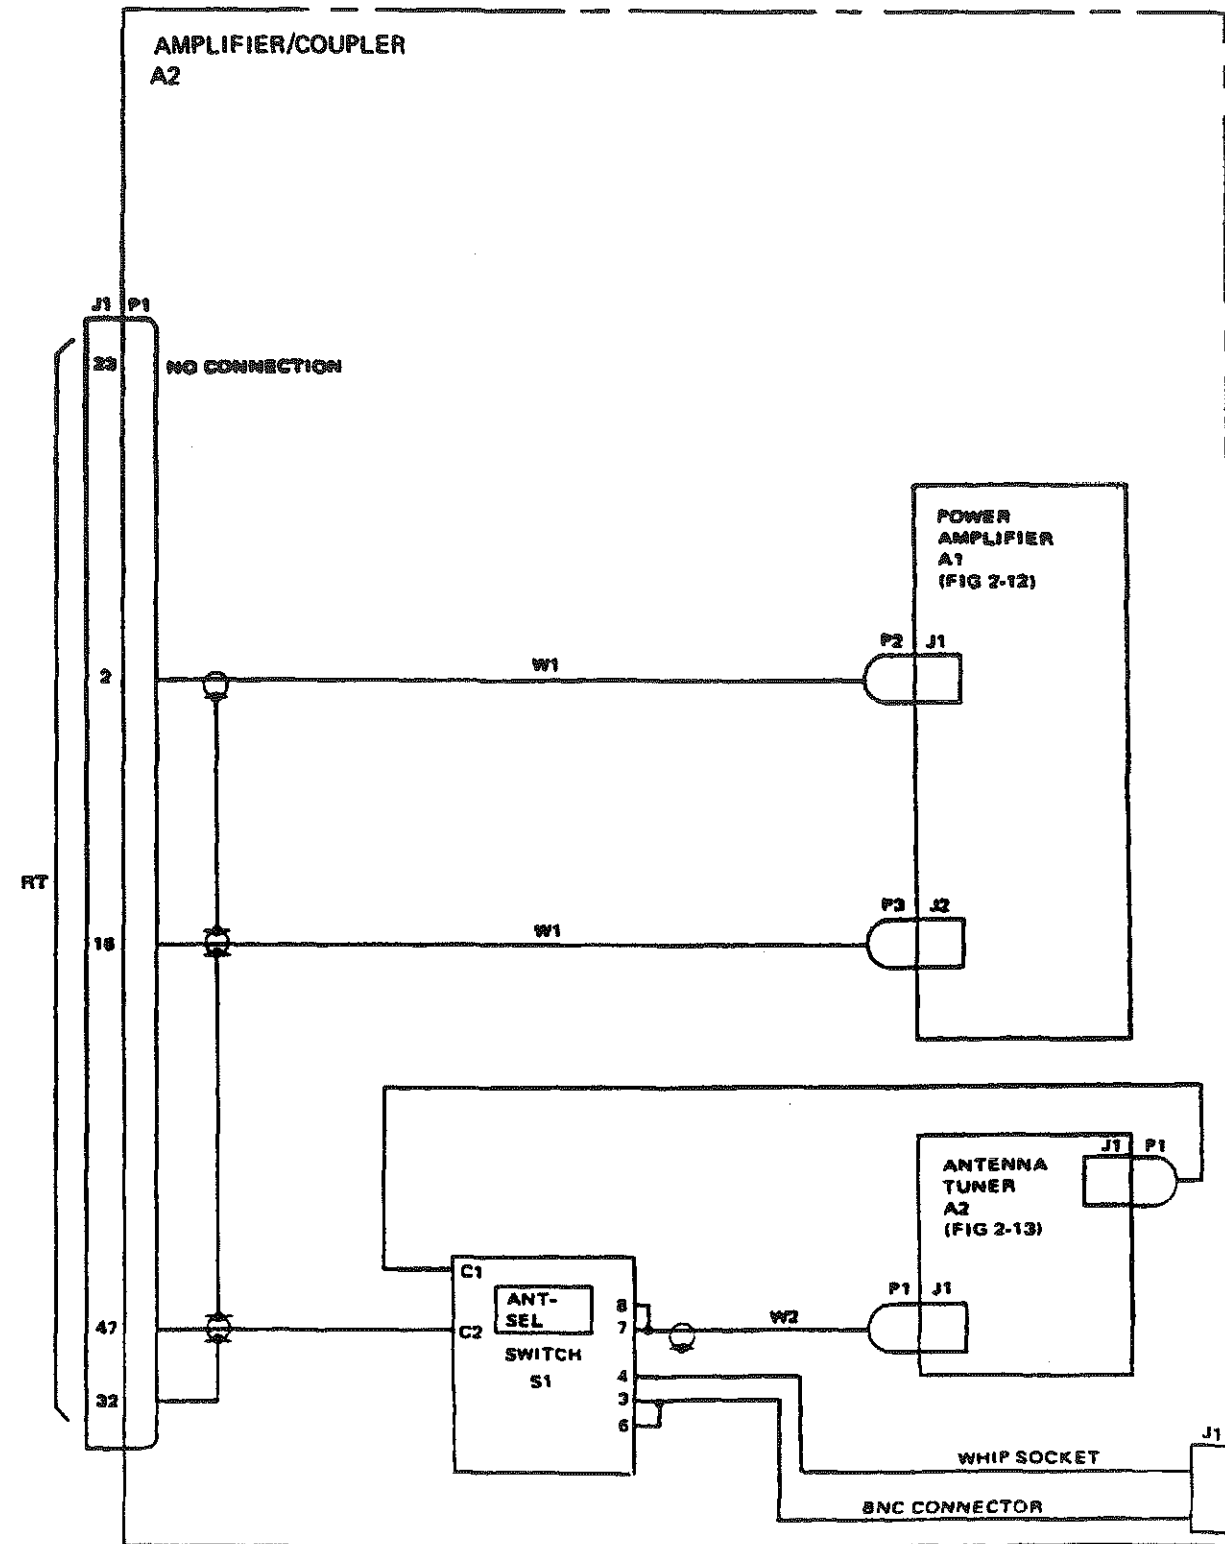 AMPLIFIER/COUPLER
A2
J1 P1
23 NO CONNECTION
POWER
AMPLIFIER
A1
(FIG 2-12)
P2 J1
2
W1
RT
P3 J2
16
W1
J1 P1
ANTENNA
TUNER
A2
(FIG 2-13)
C1
ANT-
SEL
P1 J1
8
47
C2
7
W2
SWITCH
S1
4
32
3
6
J1
WHIP SOCKET
BNC CONNECTOR